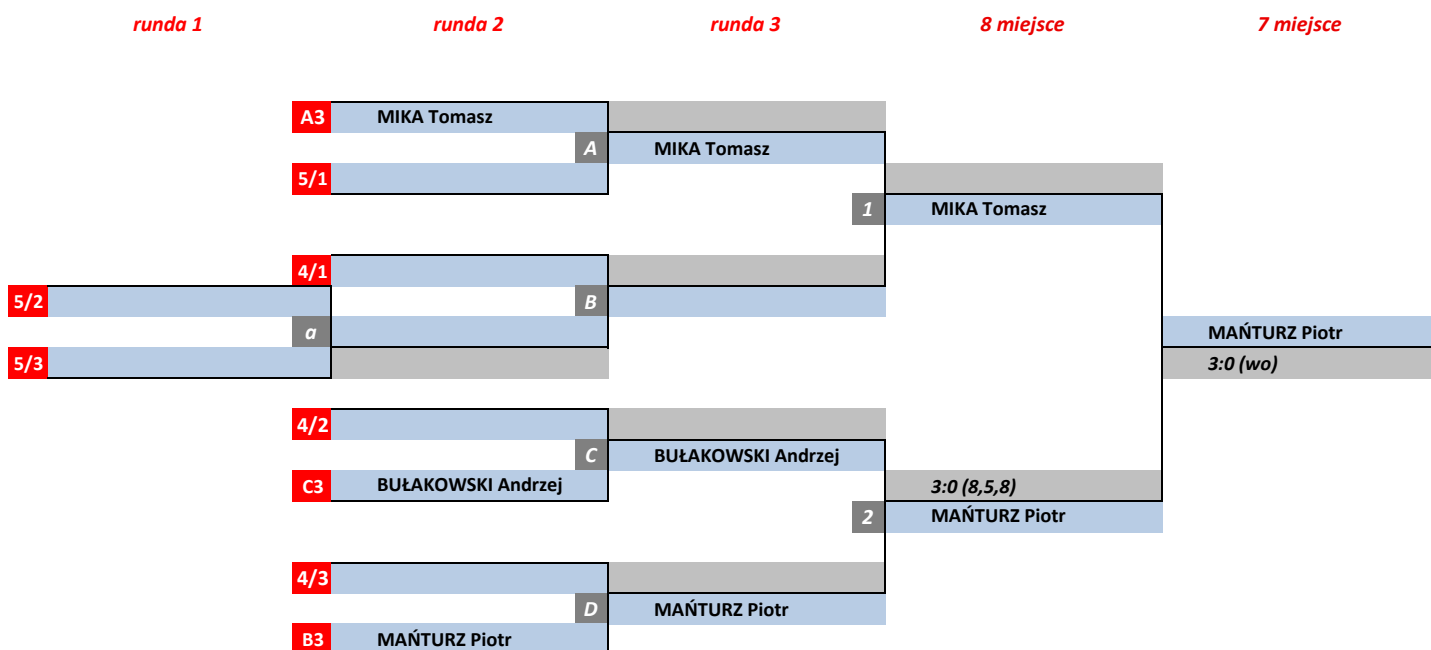 runda 1 runda 2 runda 3 8 miejsce 7 miejsce
A3 MIKA Tomasz
A MIKA Tomasz
5/1
1 MIKA Tomasz
4/1
5/2 B
a MAŃTURZ Piotr
5/3 3:0 (wo)
4/2
C BUŁAKOWSKI Andrzej
C3 BUŁAKOWSKI Andrzej 3:0 (8,5,8)
2 MAŃTURZ Piotr
4/3
D MAŃTURZ Piotr
B3 MAŃTURZ Piotr